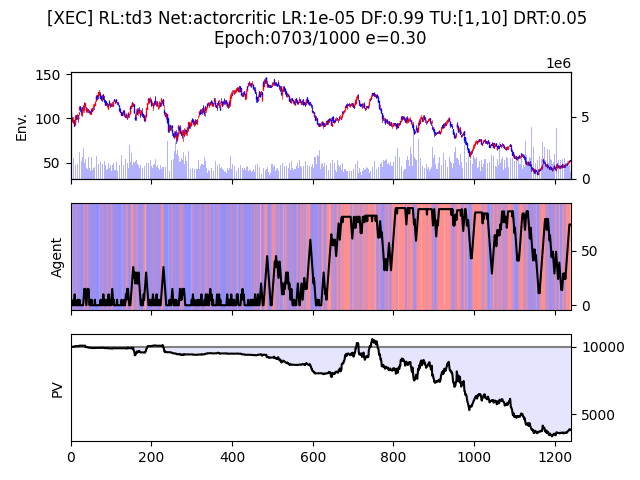 [XEC] RL:td3 Net:actorcritic LR:1e-05 DF:0.99 TU:[1,10] DRT:0.05
Epoch:0703/1000 e=0.30
1e6
150
100
50
Env.
5
0
Agent
50
0
PV
10000
5000
0 200 400 600 800 1000 1200